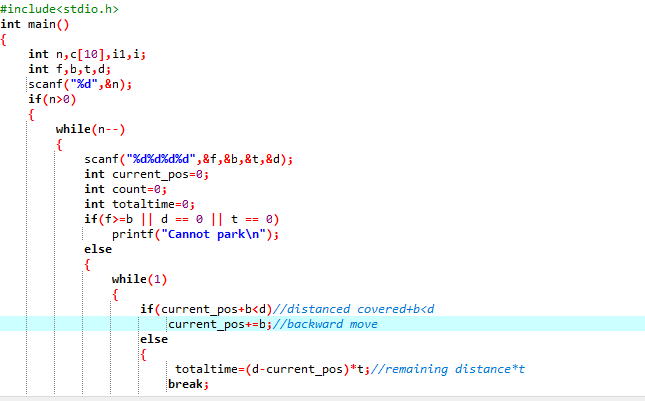 #include<stdio.h>
int main()
{
    int n,c[10],i1,i;
    int f,b,t,d;
    scanf("%d",&n);
    if(n>0)
    {
        while(n--)
        {
            scanf("%d%d%d%d",&f,&b,&t,&d);
            int current_pos=0;
            int count=0;
            int totaltime=0;
            if(f>=b || d == 0 || t == 0)
                printf("Cannot park\n");
            else
            {
                while(1)
                {
                    if(current_pos+b<d)//distanced covered+b<d
                        current_pos+=b;//backward move
                    else
                    {
                         totaltime=(d-current_pos)*t;//remaining distance*t
                        break;